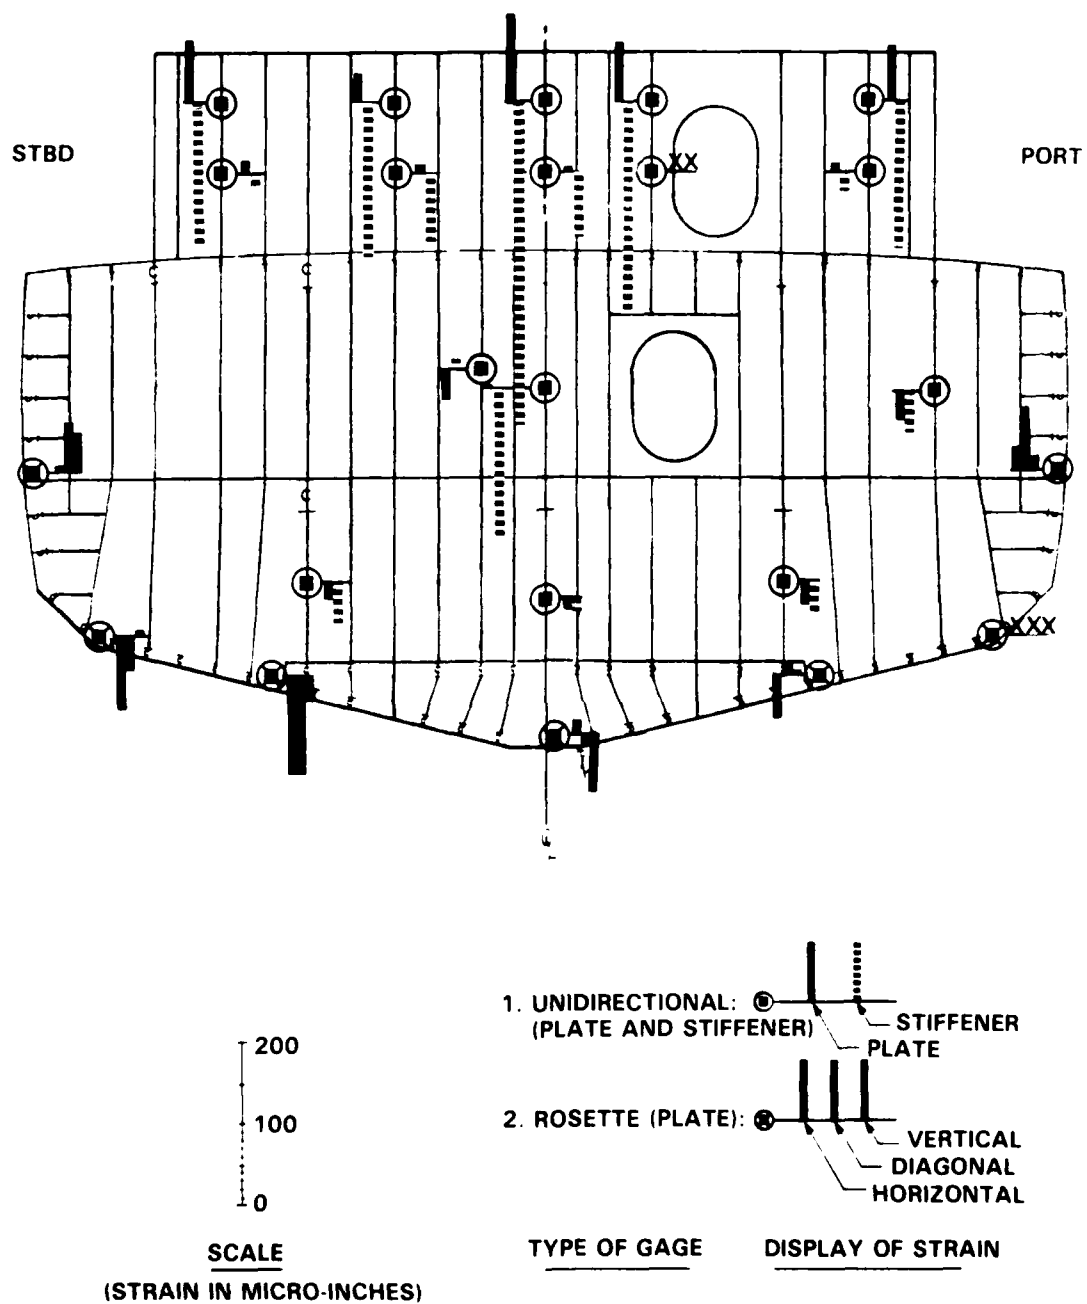 STBD
PORT
XX
XXX
1. UNIDIRECTIONAL:
(PLATE AND STIFFENER)
STIFFENER
PLATE
200
100
0
2. ROSETTE (PLATE):
VERTICAL
DIAGONAL
HORIZONTAL
SCALE
(STRAIN IN MICRO-INCHES)
TYPE OF GAGE
DISPLAY OF STRAIN